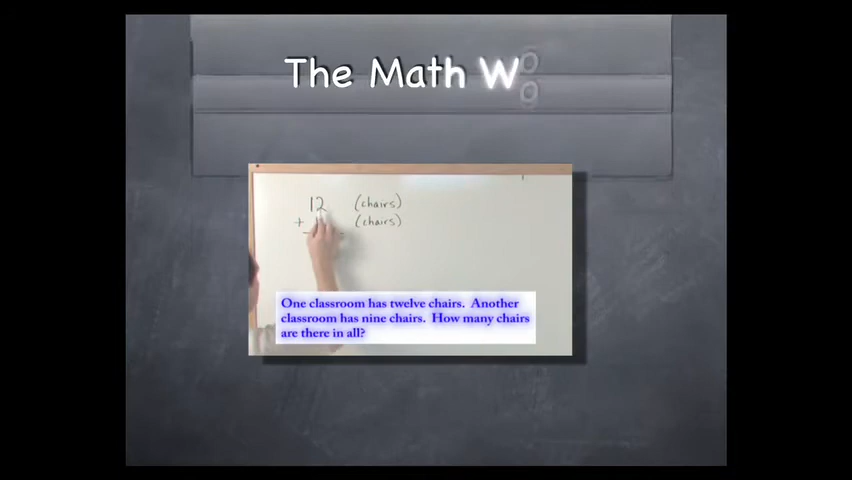 The Math W
12 (chairs)
+ (chairs)
One classroom has twelve chairs. Another
classroom has nine chairs. How many chairs
are there in all?